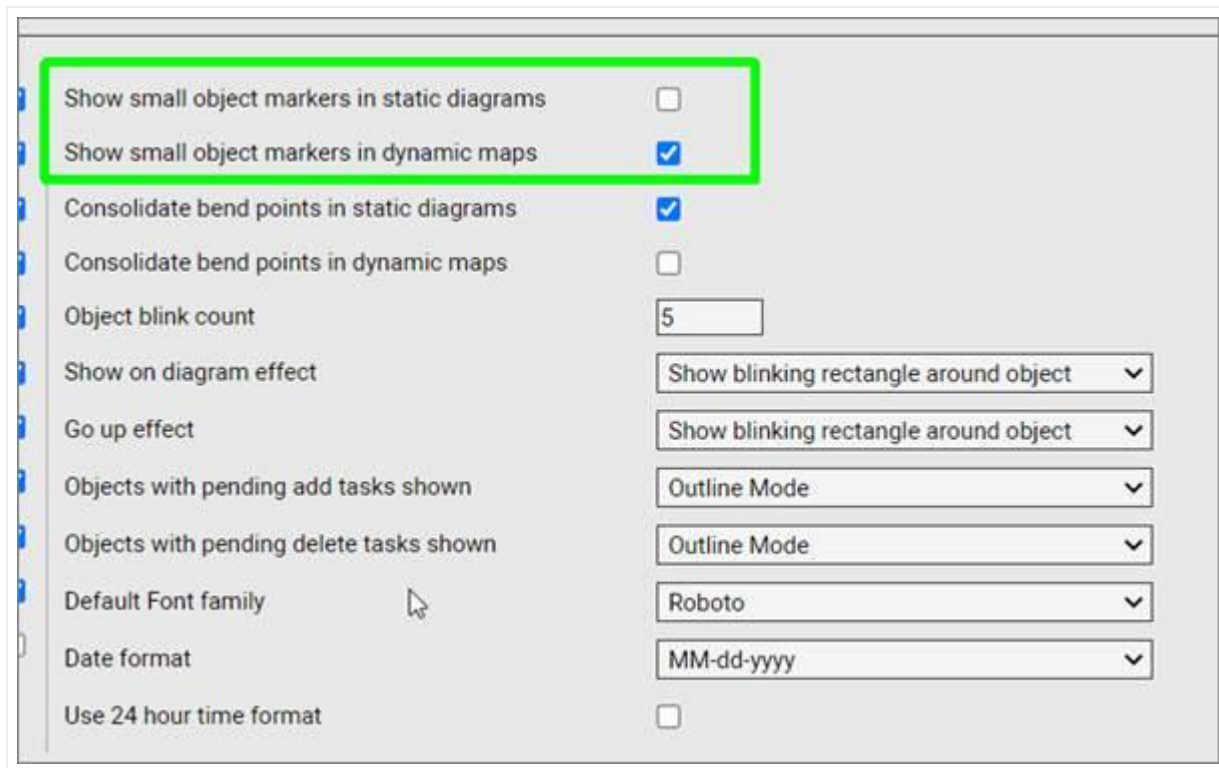 Show small object markers in static diagrams
Show small object markers in dynamic maps
Consolidate bend points in static diagrams
Consolidate bend points in dynamic maps
Object blink count 5
Show on diagram effect Show blinking rectangle around object
Go up effect Show blinking rectangle around object
Objects with pending add tasks shown Outline Mode
Objects with pending delete tasks shown Outline Mode
Default Font family Roboto
Date format MM-dd-yyyy
Use 24 hour time format